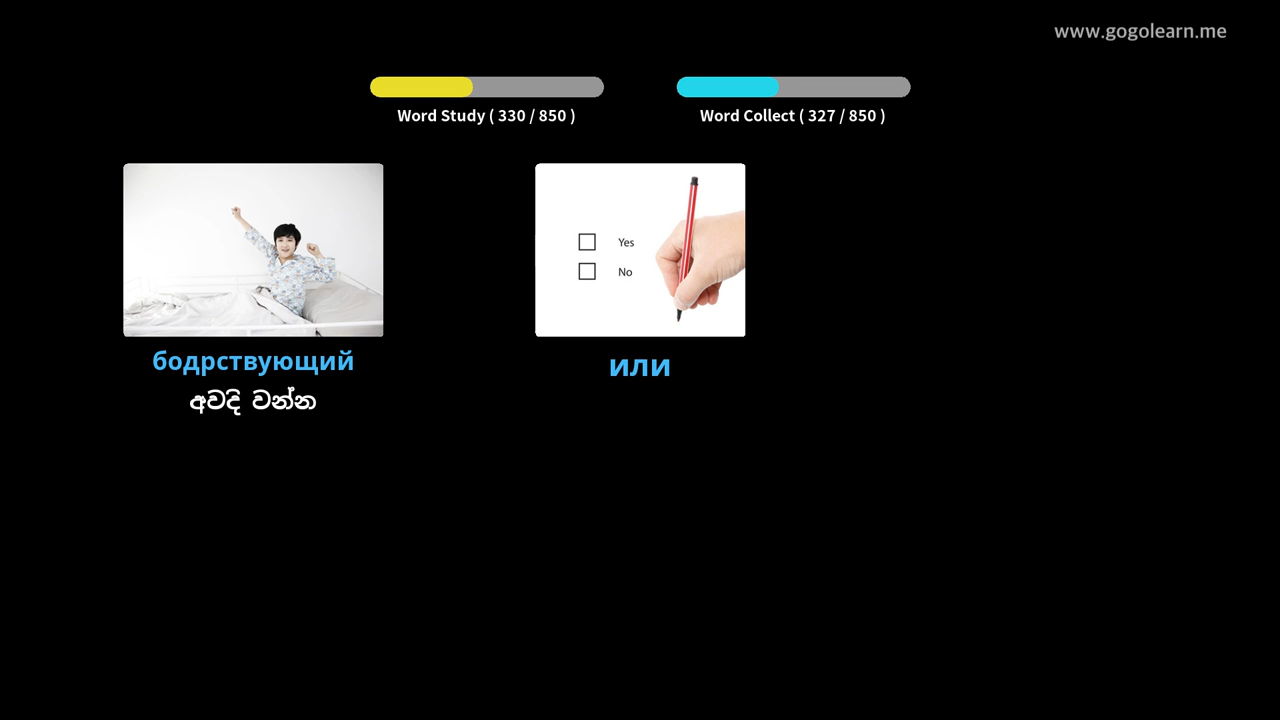 www.gogolearn.me
Word Study ( 330 / 850 )
Word Collect ( 327 / 850 )
Yes
No
бодрствующий
අවදි වන්න
или